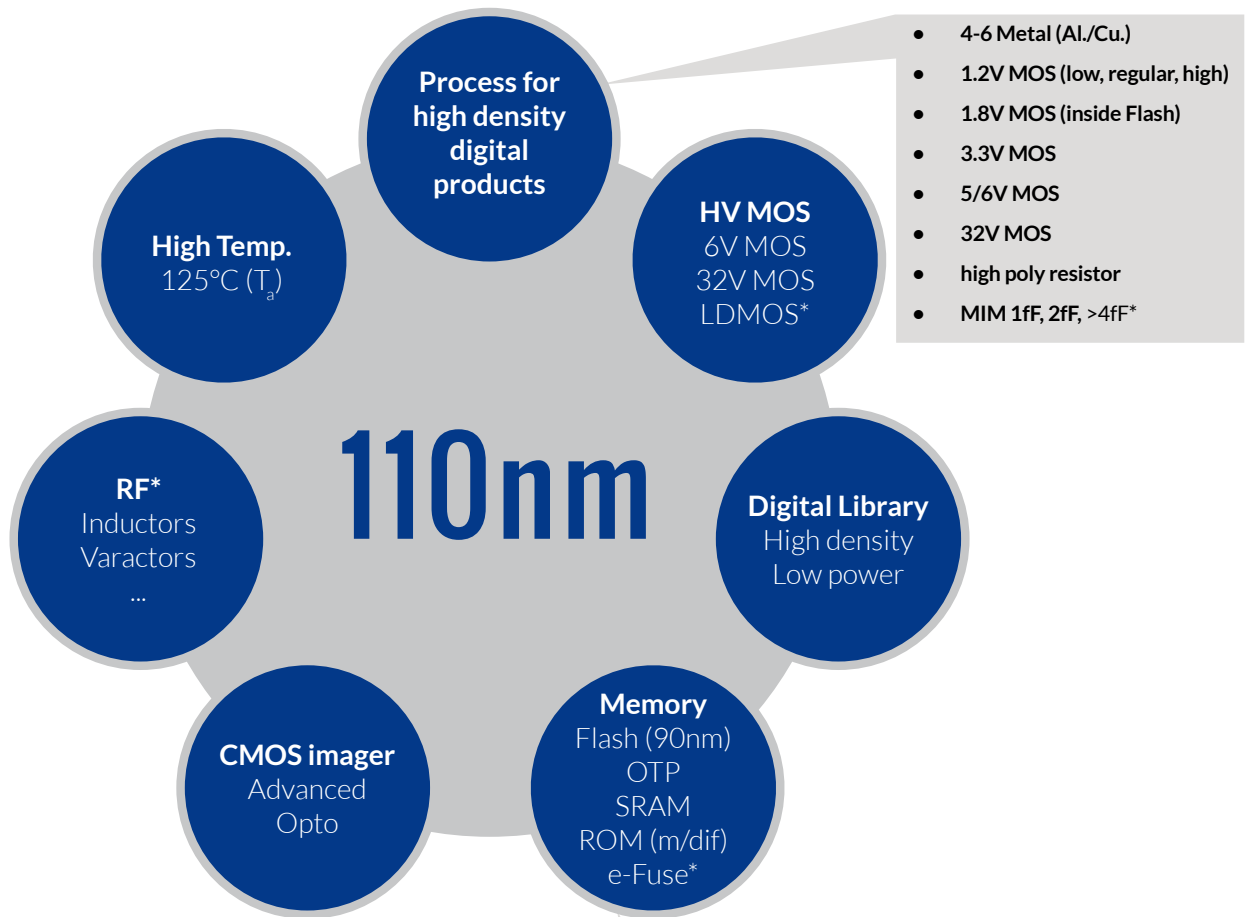 Process for
high density
digital
products
● 4-6 Metal (Al./Cu.)
● 1.2V MOS (low, regular, high)
● 1.8V MOS (inside Flash)
● 3.3V MOS
● 5/6V MOS
● 32V MOS
● high poly resistor
● MIM 1fF, 2fF, >4fF*
HV MOS
6V MOS
32V MOS
LDMOS*
High Temp.
125°C (Ta)
110nm
RF*
Inductors
Varactors
...
Digital Library
High density
Low power
CMOS imager
Advanced
Opto
Memory
Flash (90nm)
OTP
SRAM
ROM (m/dif)
e-Fuse*